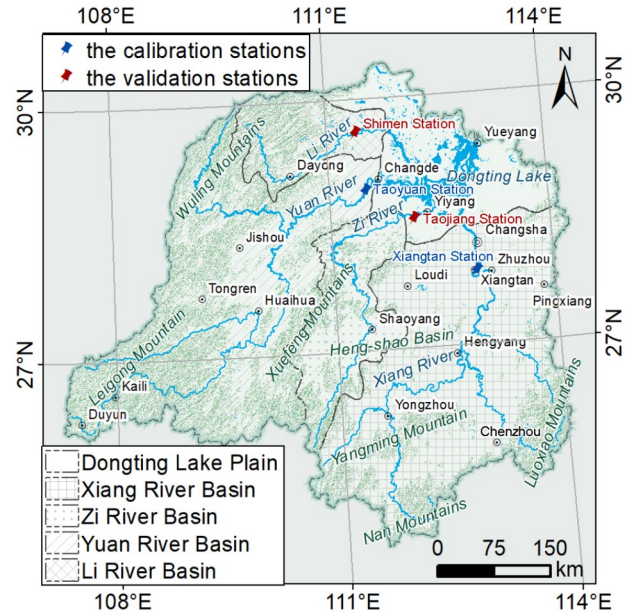 108°E
111°E
114°E
the calibration stations
the validation stations
N
30°N
30°N
Shimen Station
Li River
Yueyang
Wuling Mountains
Dayong
Changde
Dongting Lake
Yuan River
Taoyuan Station
Yiyang
Zi River
Taojiang Station
Changsha
Jishou
Xiangtan Station
Zhuzhou
Loudi
Xiangtan
Tongren
Pingxiang
Huaihua
Xuefeng Mountains
Shaoyang
Heng-shao Basin
27°N
27°N
Leigong Mountain
Hengyang
Xiang River
Kaili
Yongzhou
Luoxiao Mountains
Duyun
Yangming Mountain
Chenzhou
Nan Mountains
Dongting Lake Plain
Xiang River Basin
Zi River Basin
Yuan River Basin
Li River Basin
0 75 150
km
108°E
111°E
114°E